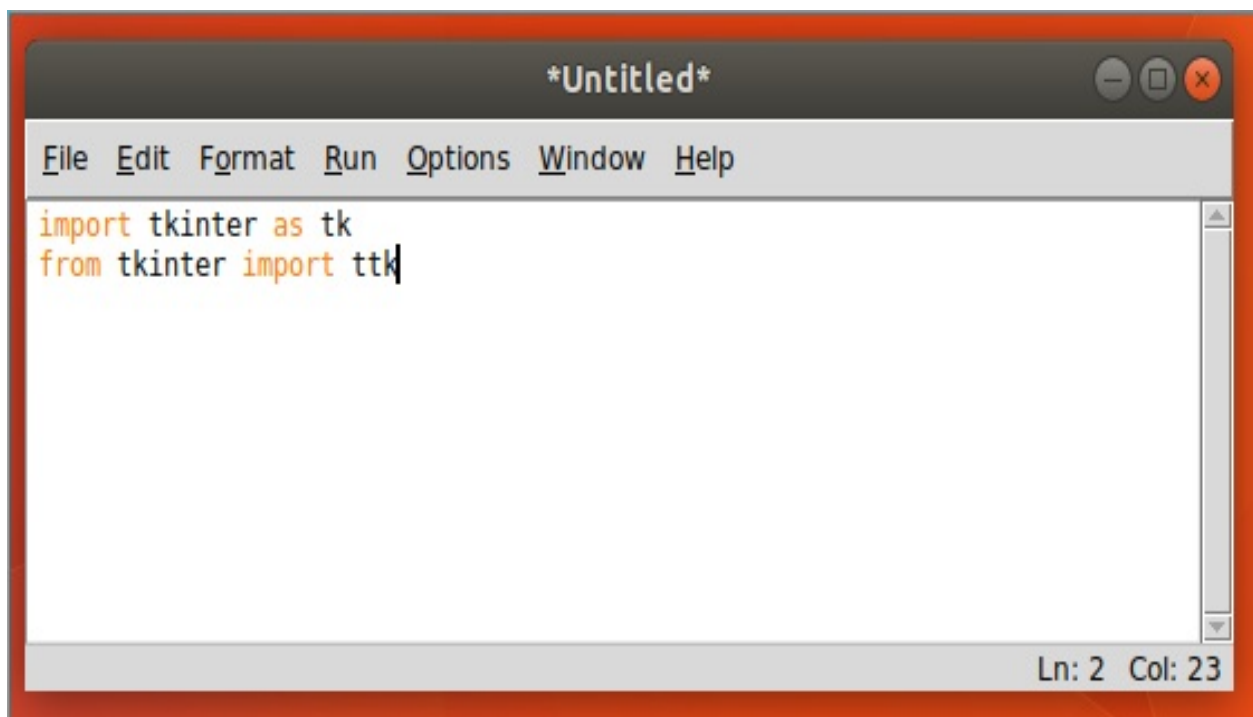 *Untitled*
File Edit Format Run Options Window Help
import tkinter as tk
from tkinter import ttk
Ln: 2 Col: 23